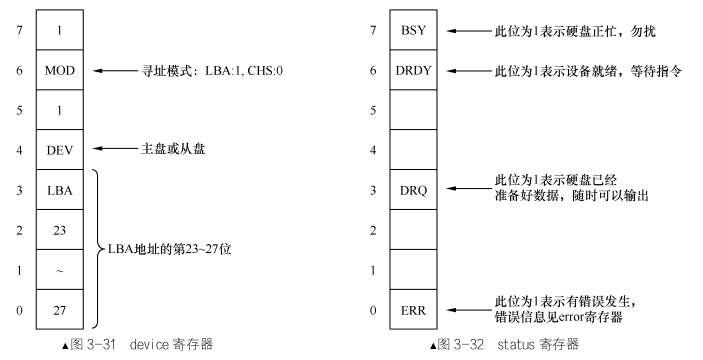 7 1
6 MOD 寻址模式：LBA:1, CHS:0
5 1
4 DEV 主盘或从盘
3 LBA
2 23
LBA地址的第23~27位
1 ~
0 27
▲图 3-31 device 寄存器
7 BSY 此位为1表示硬盘正忙，勿扰
6 DRDY 此位为1表示设备就绪，等待指令
5
4
3 DRQ 此位为1表示硬盘已经
准备好数据，随时可以输出
2
1
0 ERR 此位为1表示有错误发生，
错误信息见error寄存器
▲图 3-32 status 寄存器